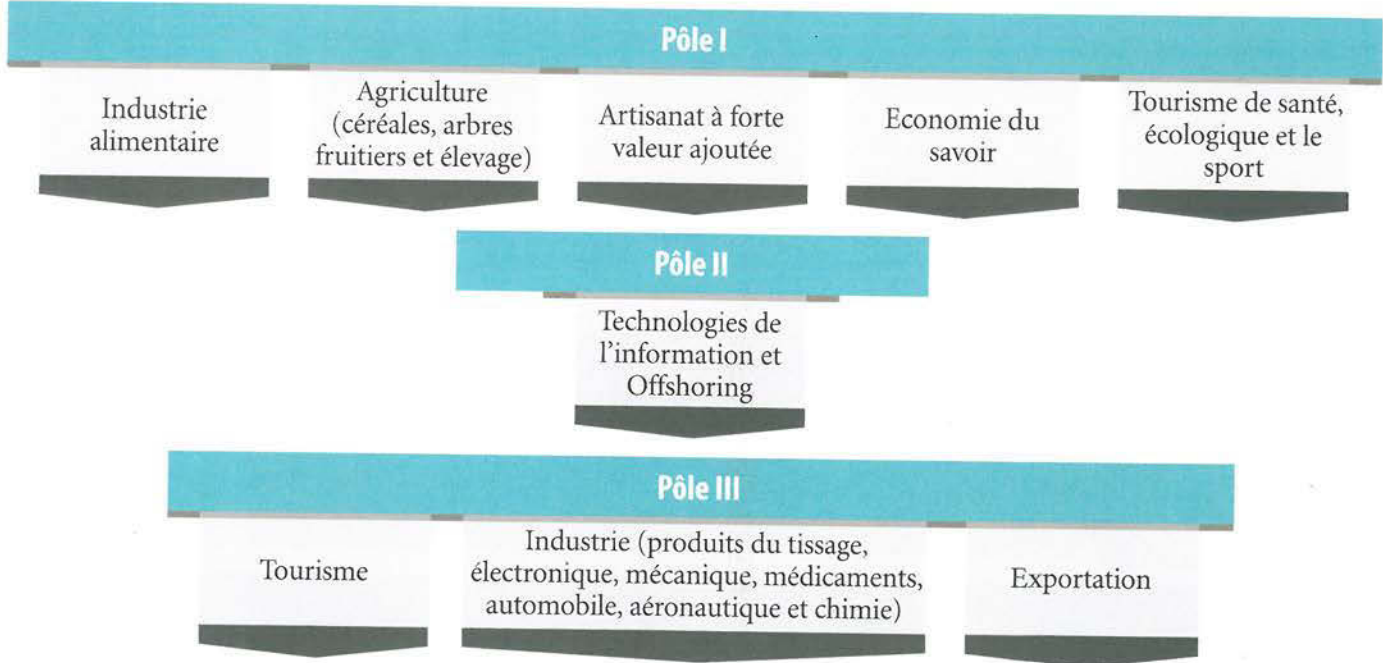 Pôle I
Industrie
alimentaire
Agriculture
(céréales, arbres
fruitiers et élevage)
Artisanat à forte
valeur ajoutée
Economie du
savoir
Tourisme de santé,
écologique et le
sport
Pôle II
Technologies de
l'information et
Offshoring
Pôle III
Tourisme
Industrie (produits du tissage,
électronique, mécanique, médicaments,
automobile, aéronautique et chimie)
Exportation